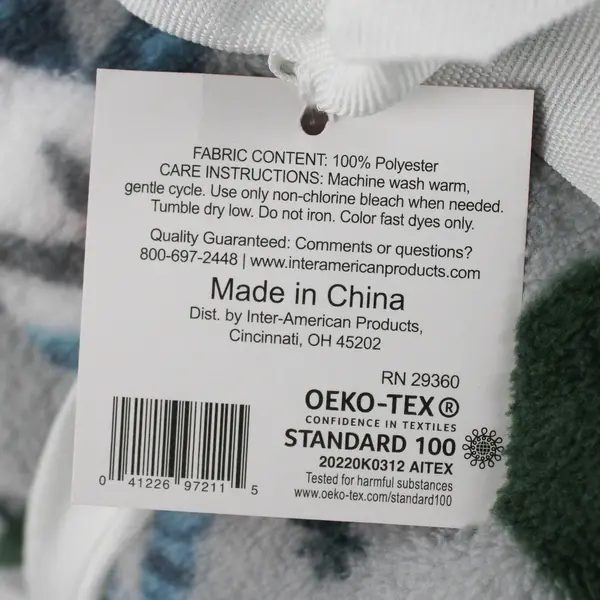 FABRIC CONTENT: 100% Polyester
CARE INSTRUCTIONS: Machine wash warm,
gentle cycle. Use only non-chlorine bleach when needed.
Tumble dry low. Do not iron. Color fast dyes only.
Quality Guaranteed: Comments or questions?
800-697-2448 | www.interamericanproducts.com
Made in China
Dist. by Inter-American Products,
Cincinnati, OH 45202
RN 29360
OEKO-TEX®
CONFIDENCE IN TEXTILES
STANDARD 100
20220K0312 AITEX
Tested for harmful substances
www.oeko-tex.com/standard100
0 41226 97211 5